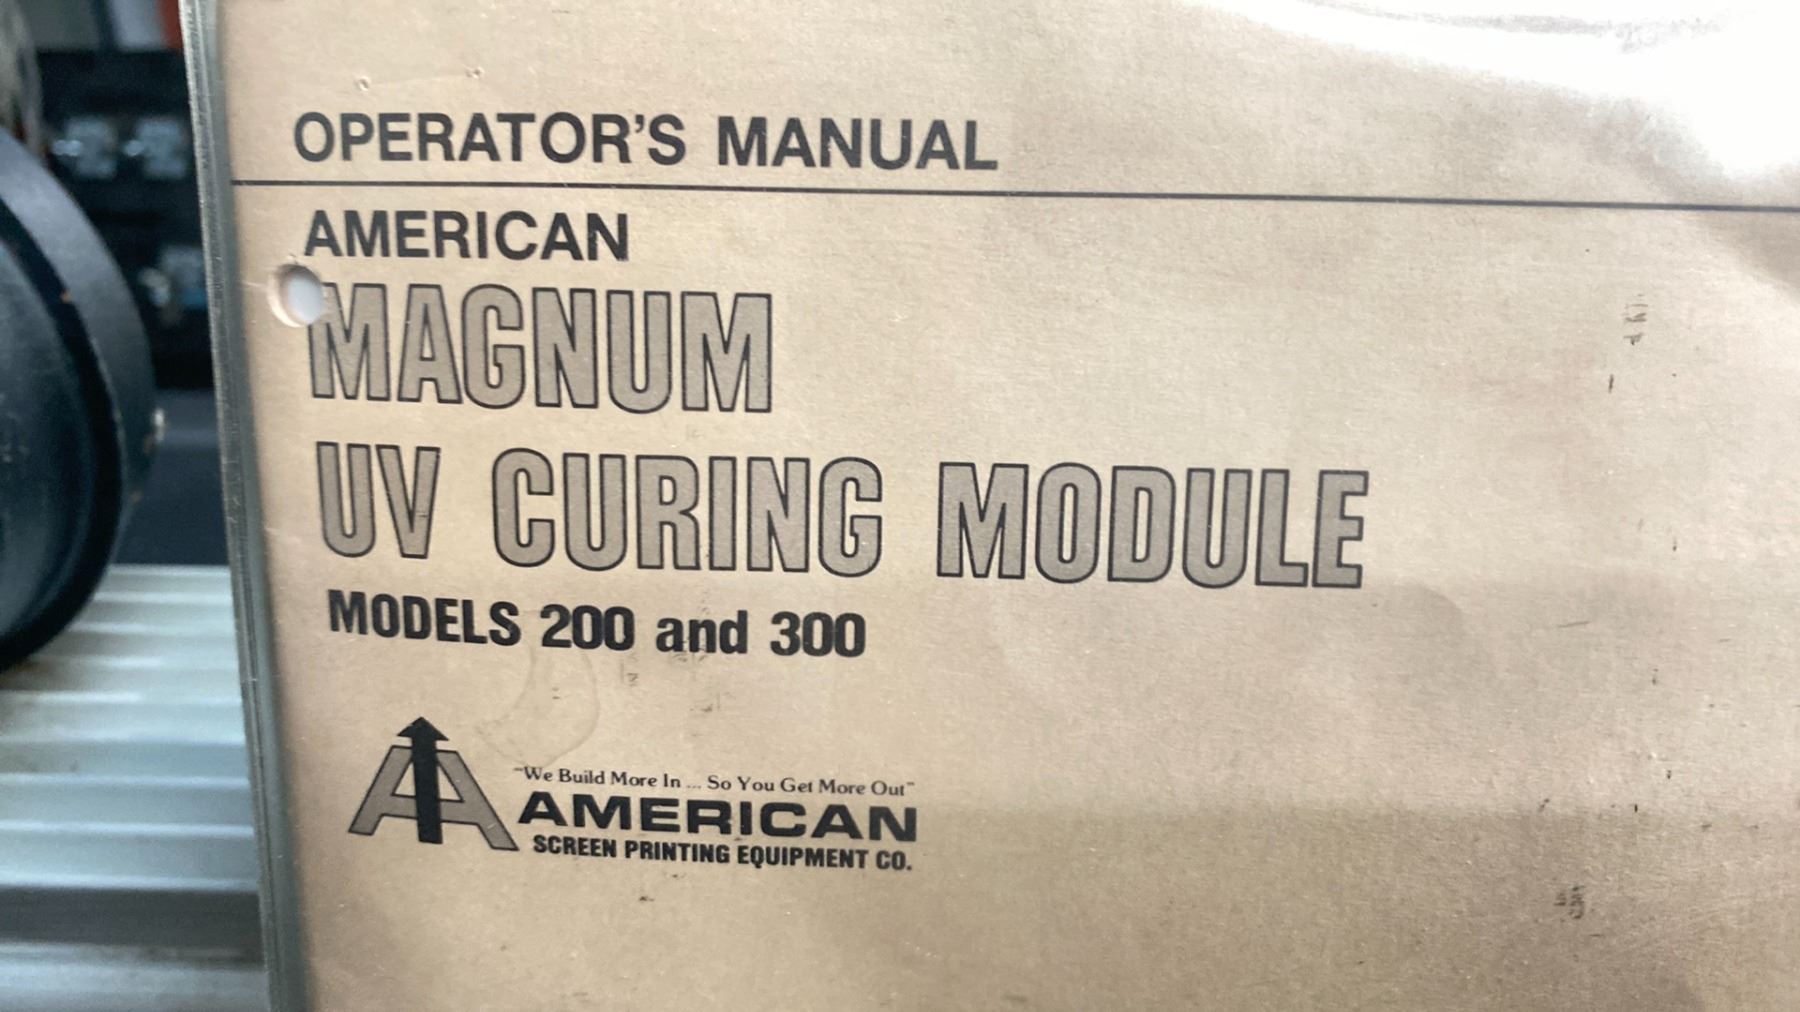 OPERATOR'S MANUAL
AMERICAN
MAGNUM
UV CURING MODULE
MODELS 200 and 300
"We Build More In ... So You Get More Out"
AMERICAN
SCREEN PRINTING EQUIPMENT CO.